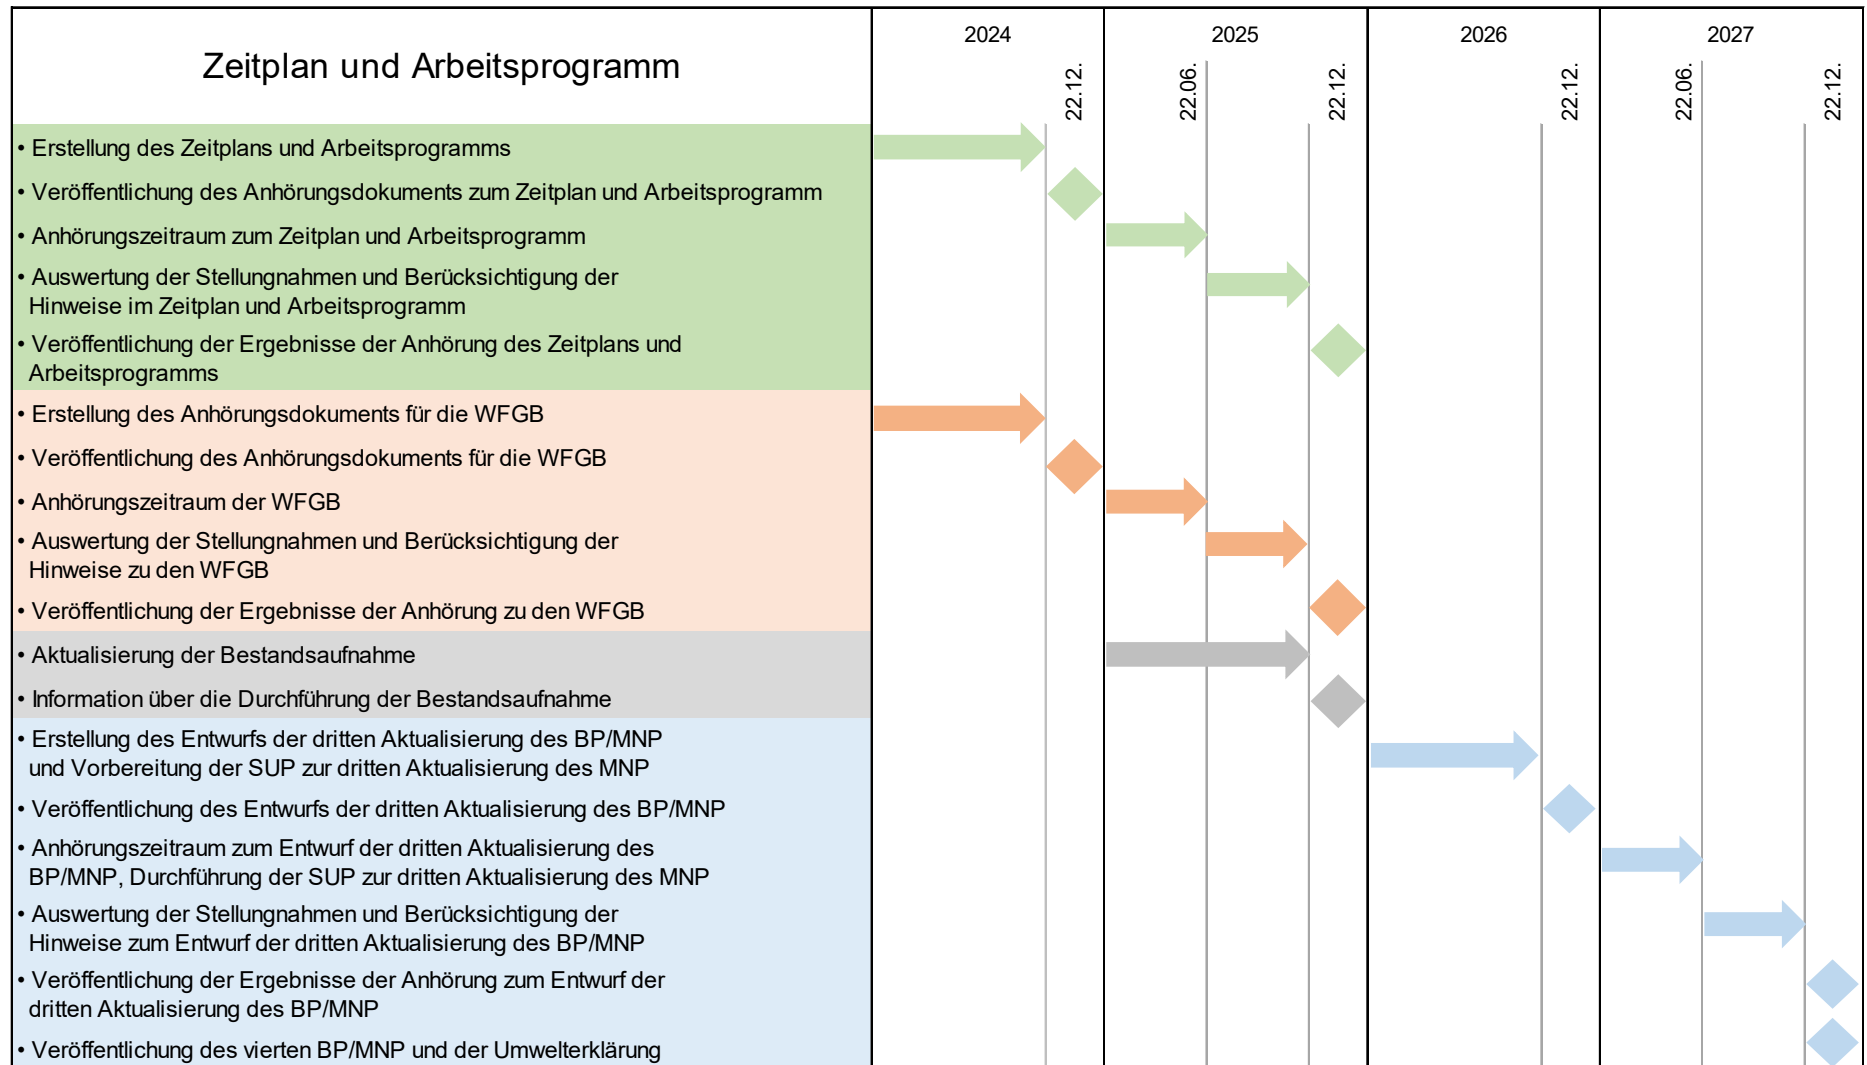 Zeitplan und Arbeitsprogramm
2024
2025
2026
2027
22.12.
22.06.
22.12.
22.12.
22.06.
22.12.
• Erstellung des Zeitplans und Arbeitsprogramms
• Veröffentlichung des Anhörungsdokuments zum Zeitplan und Arbeitsprogramm
• Anhörungszeitraum zum Zeitplan und Arbeitsprogramm
• Auswertung der Stellungnahmen und Berücksichtigung der
Hinweise im Zeitplan und Arbeitsprogramm
• Veröffentlichung der Ergebnisse der Anhörung des Zeitplans und
Arbeitsprogramms
• Erstellung des Anhörungsdokuments für die WFGB
• Veröffentlichung des Anhörungsdokuments für die WFGB
• Anhörungszeitraum der WFGB
• Auswertung der Stellungnahmen und Berücksichtigung der
Hinweise zu den WFGB
• Veröffentlichung der Ergebnisse der Anhörung zu den WFGB
• Aktualisierung der Bestandsaufnahme
• Information über die Durchführung der Bestandsaufnahme
• Erstellung des Entwurfs der dritten Aktualisierung des BP/MNP
und Vorbereitung der SUP zur dritten Aktualisierung des MNP
• Veröffentlichung des Entwurfs der dritten Aktualisierung des BP/MNP
• Anhörungszeitraum zum Entwurf der dritten Aktualisierung des
BP/MNP, Durchführung der SUP zur dritten Aktualisierung des MNP
• Auswertung der Stellungnahmen und Berücksichtigung der
Hinweise zum Entwurf der dritten Aktualisierung des BP/MNP
• Veröffentlichung der Ergebnisse der Anhörung zum Entwurf der
dritten Aktualisierung des BP/MNP
• Veröffentlichung des vierten BP/MNP und der Umwelterklärung